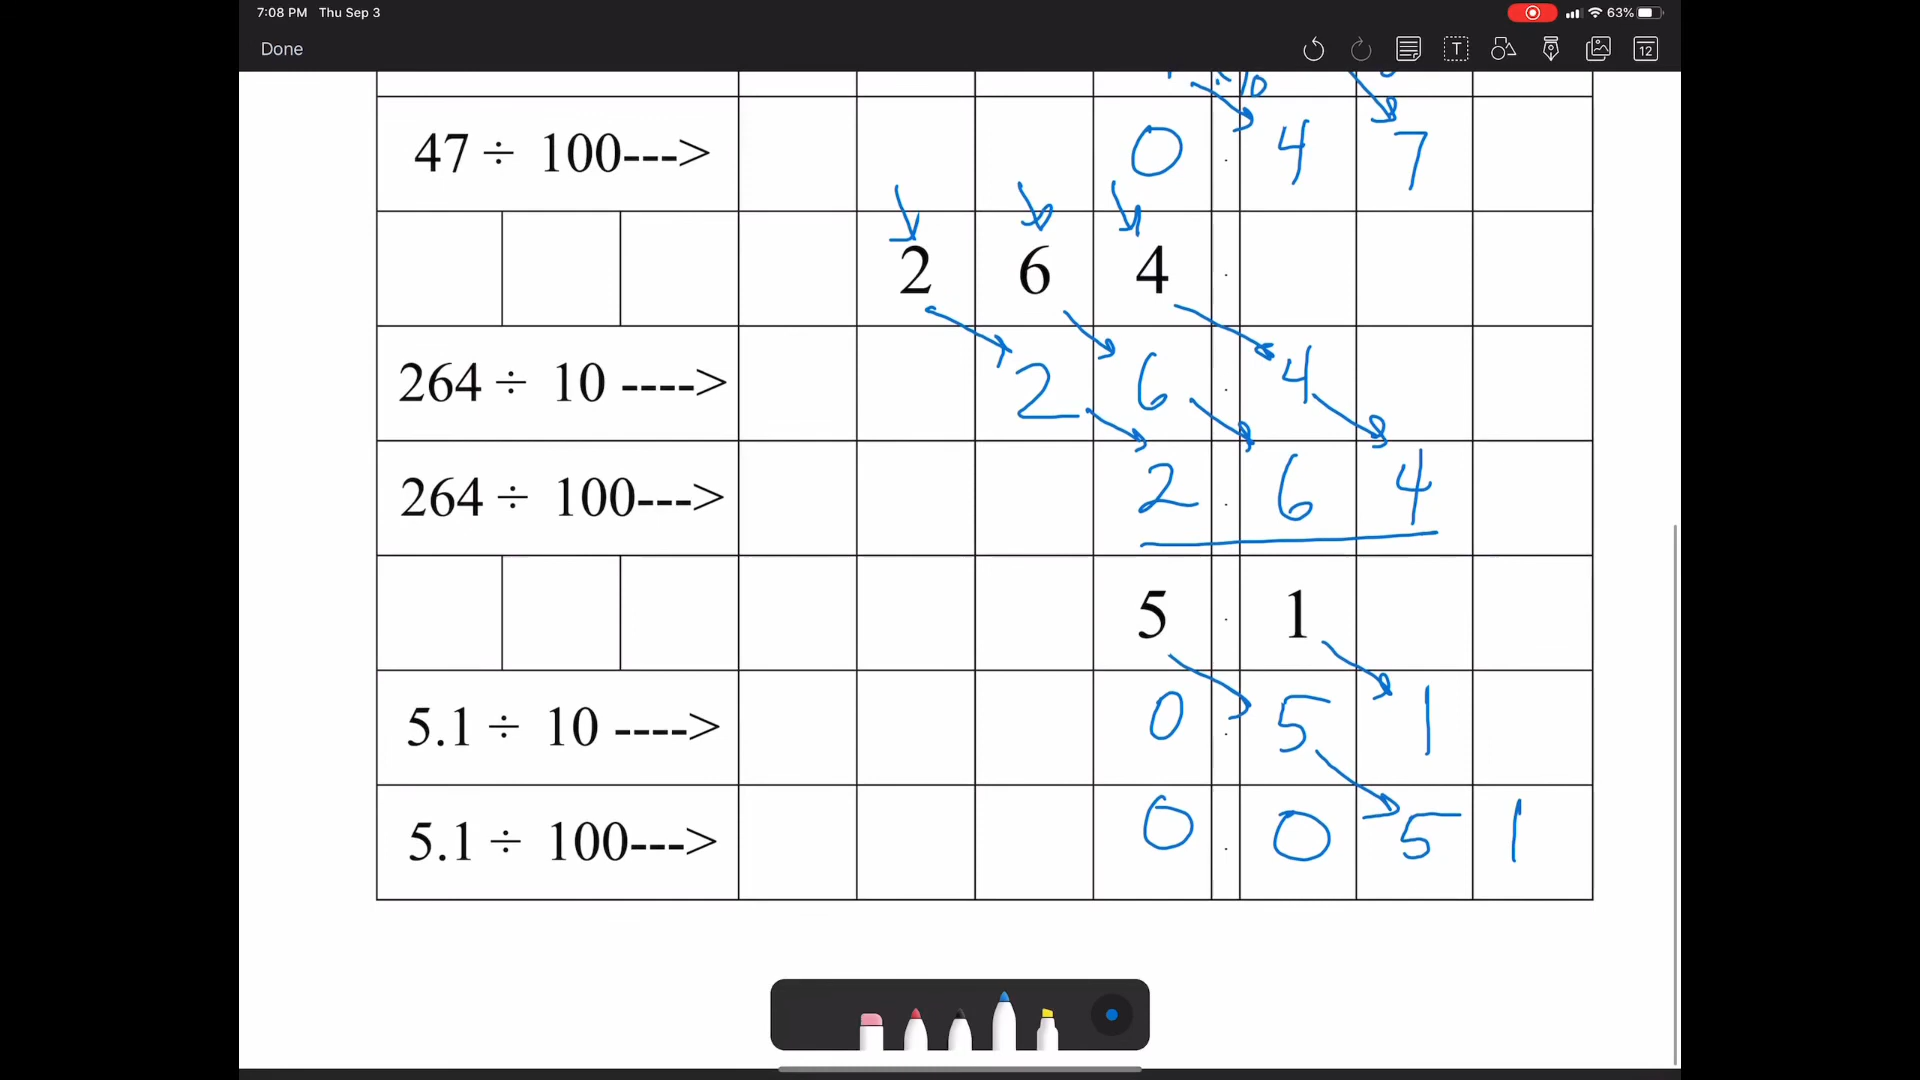 7:08 PM Thu Sep 3
63%
Done
12
10
47 ÷ 100---> 0 . 4 7
2 6 4 .
264 ÷ 10 ----> 2 6 . 4
264 ÷ 100---> 2 . 6 4
5 . 1
5.1 ÷ 10 ----> 0 . 5 1
5.1 ÷ 100---> 0 . 0 5 1